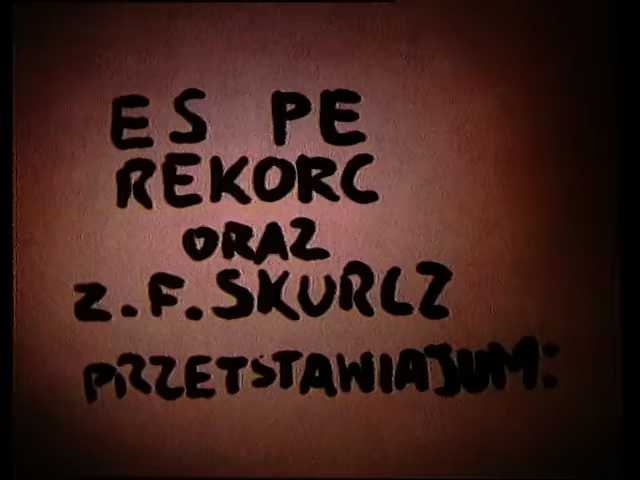 ES PE
REKORC
ORAZ
Z.F.SKURCZ
PRZETSTAWIAJUM: